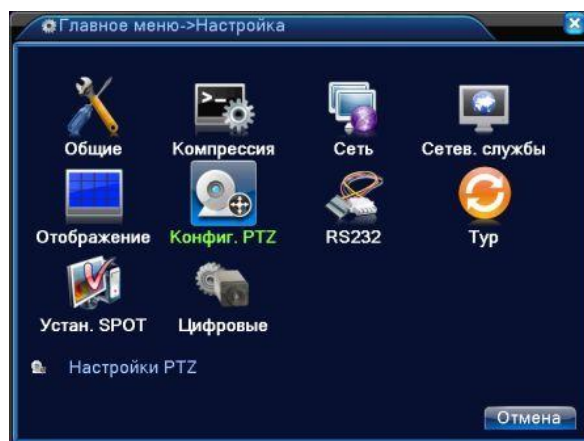 Главное меню->Настройка
Общие Компрессия Сеть Сетев. службы
Отображение Конфиг. PTZ RS232 Тур
Устан. SPOT Цифровые
Настройки PTZ
Отмена